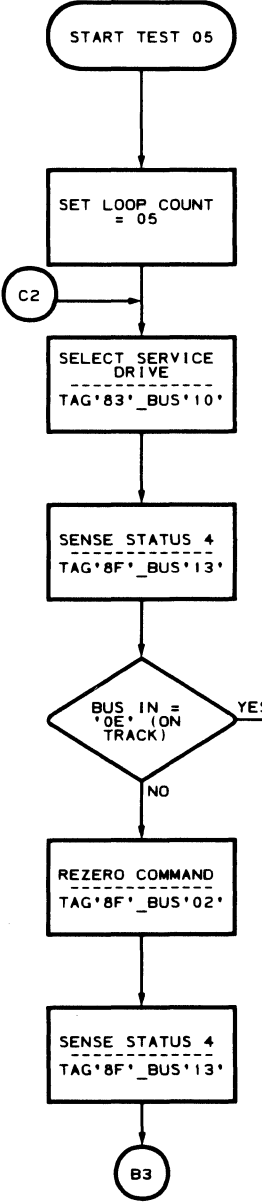 START TEST 05
SET LOOP COUNT
= 05
C2
SELECT SERVICE
DRIVE
TAG'83'_BUS'10'
SENSE STATUS 4
TAG'8F'_BUS'13'
BUS IN =
'0E' (ON
TRACK)
YES
NO
REZERO COMMAND
TAG'8F'_BUS'02'
SENSE STATUS 4
TAG'8F'_BUS'13'
B3